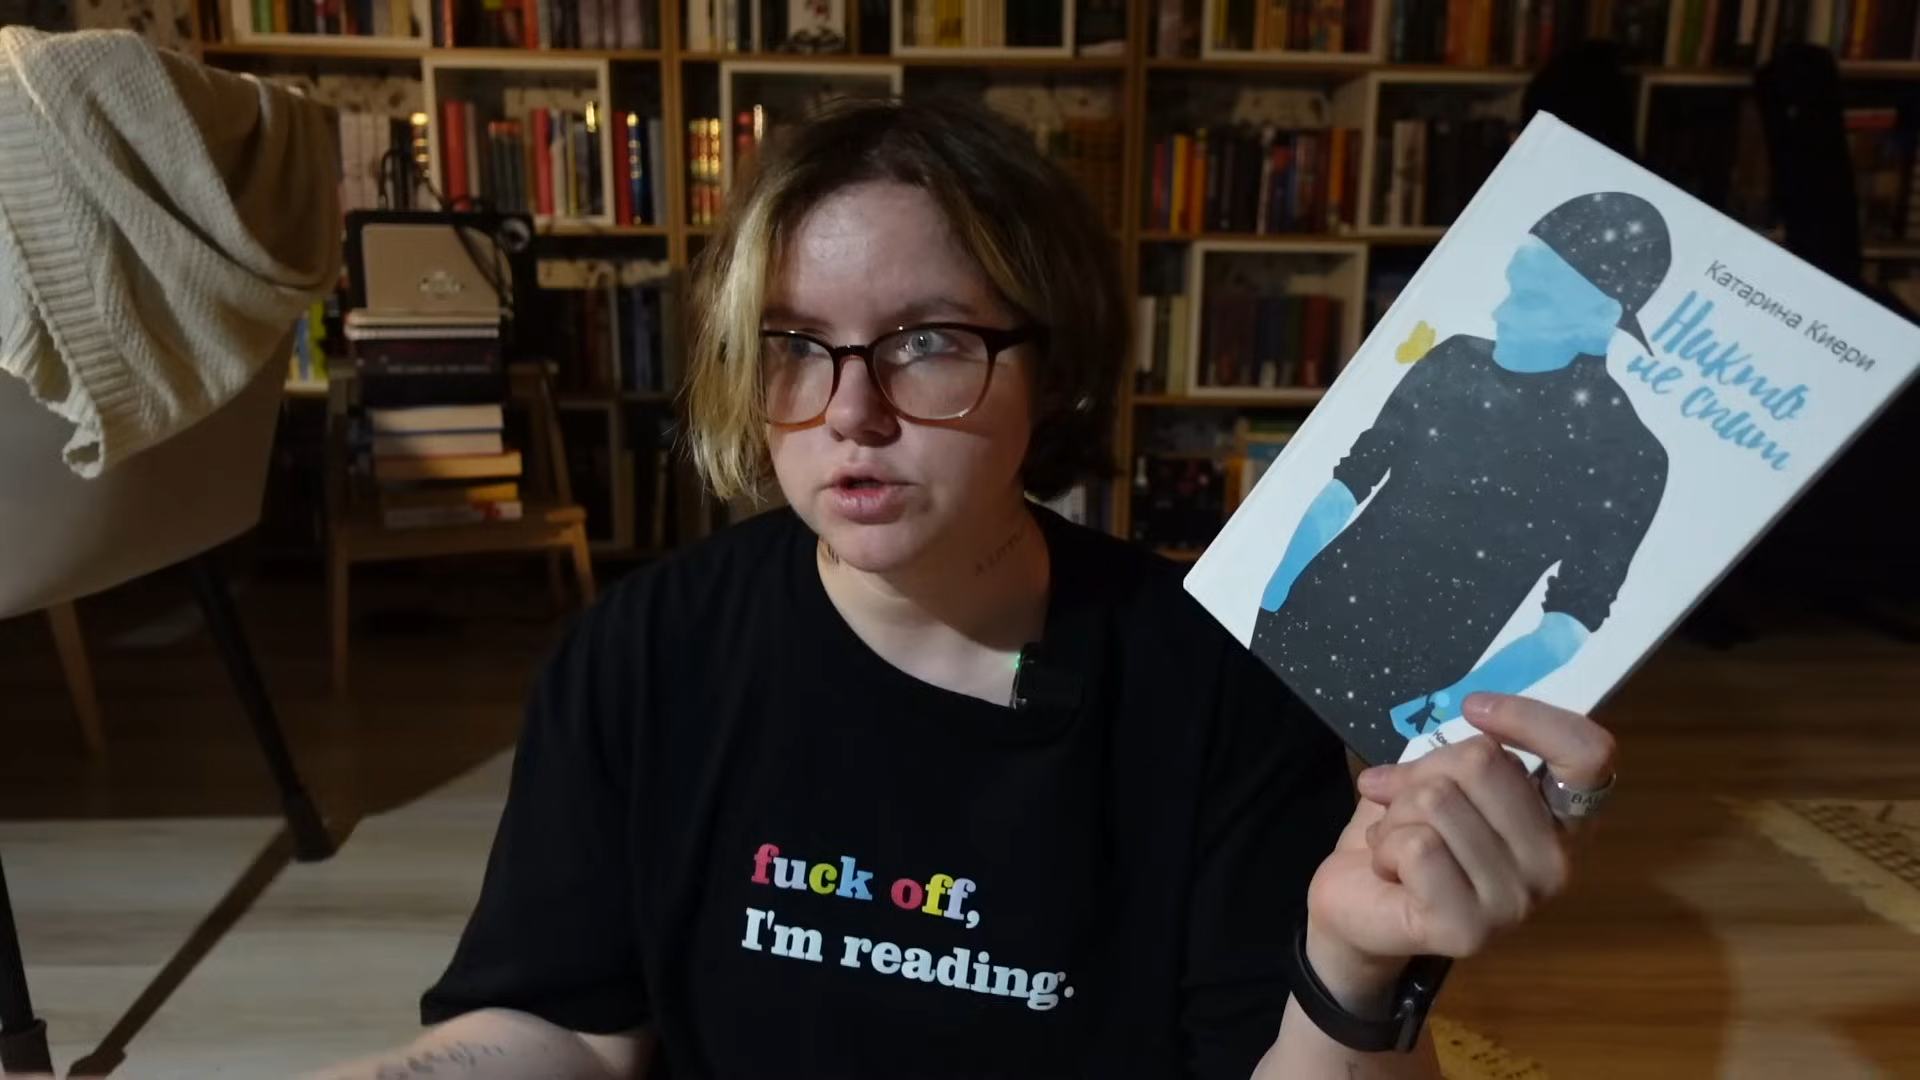 Катарина Киери
Никто
не спит
fuck off,
I'm reading.